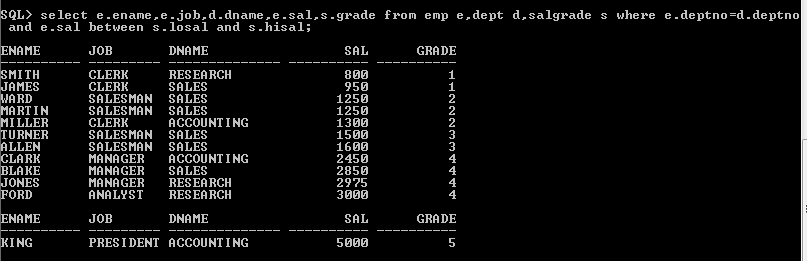 SQL> select e.ename,e.job,d.dname,e.sal,s.grade from emp e,dept d,salgrade s where e.deptno=d.deptno
and e.sal between s.losal and s.hisal;
ENAME JOB DNAME SAL GRADE
---------- --------- -------------- ---------- ----------
SMITH CLERK RESEARCH 800 1
JAMES CLERK SALES 950 1
WARD SALESMAN SALES 1250 2
MARTIN SALESMAN SALES 1250 2
MILLER CLERK ACCOUNTING 1300 2
TURNER SALESMAN SALES 1500 3
ALLEN SALESMAN SALES 1600 3
CLARK MANAGER ACCOUNTING 2450 4
BLAKE MANAGER SALES 2850 4
JONES MANAGER RESEARCH 2975 4
FORD ANALYST RESEARCH 3000 4
ENAME JOB DNAME SAL GRADE
---------- --------- -------------- ---------- ----------
KING PRESIDENT ACCOUNTING 5000 5